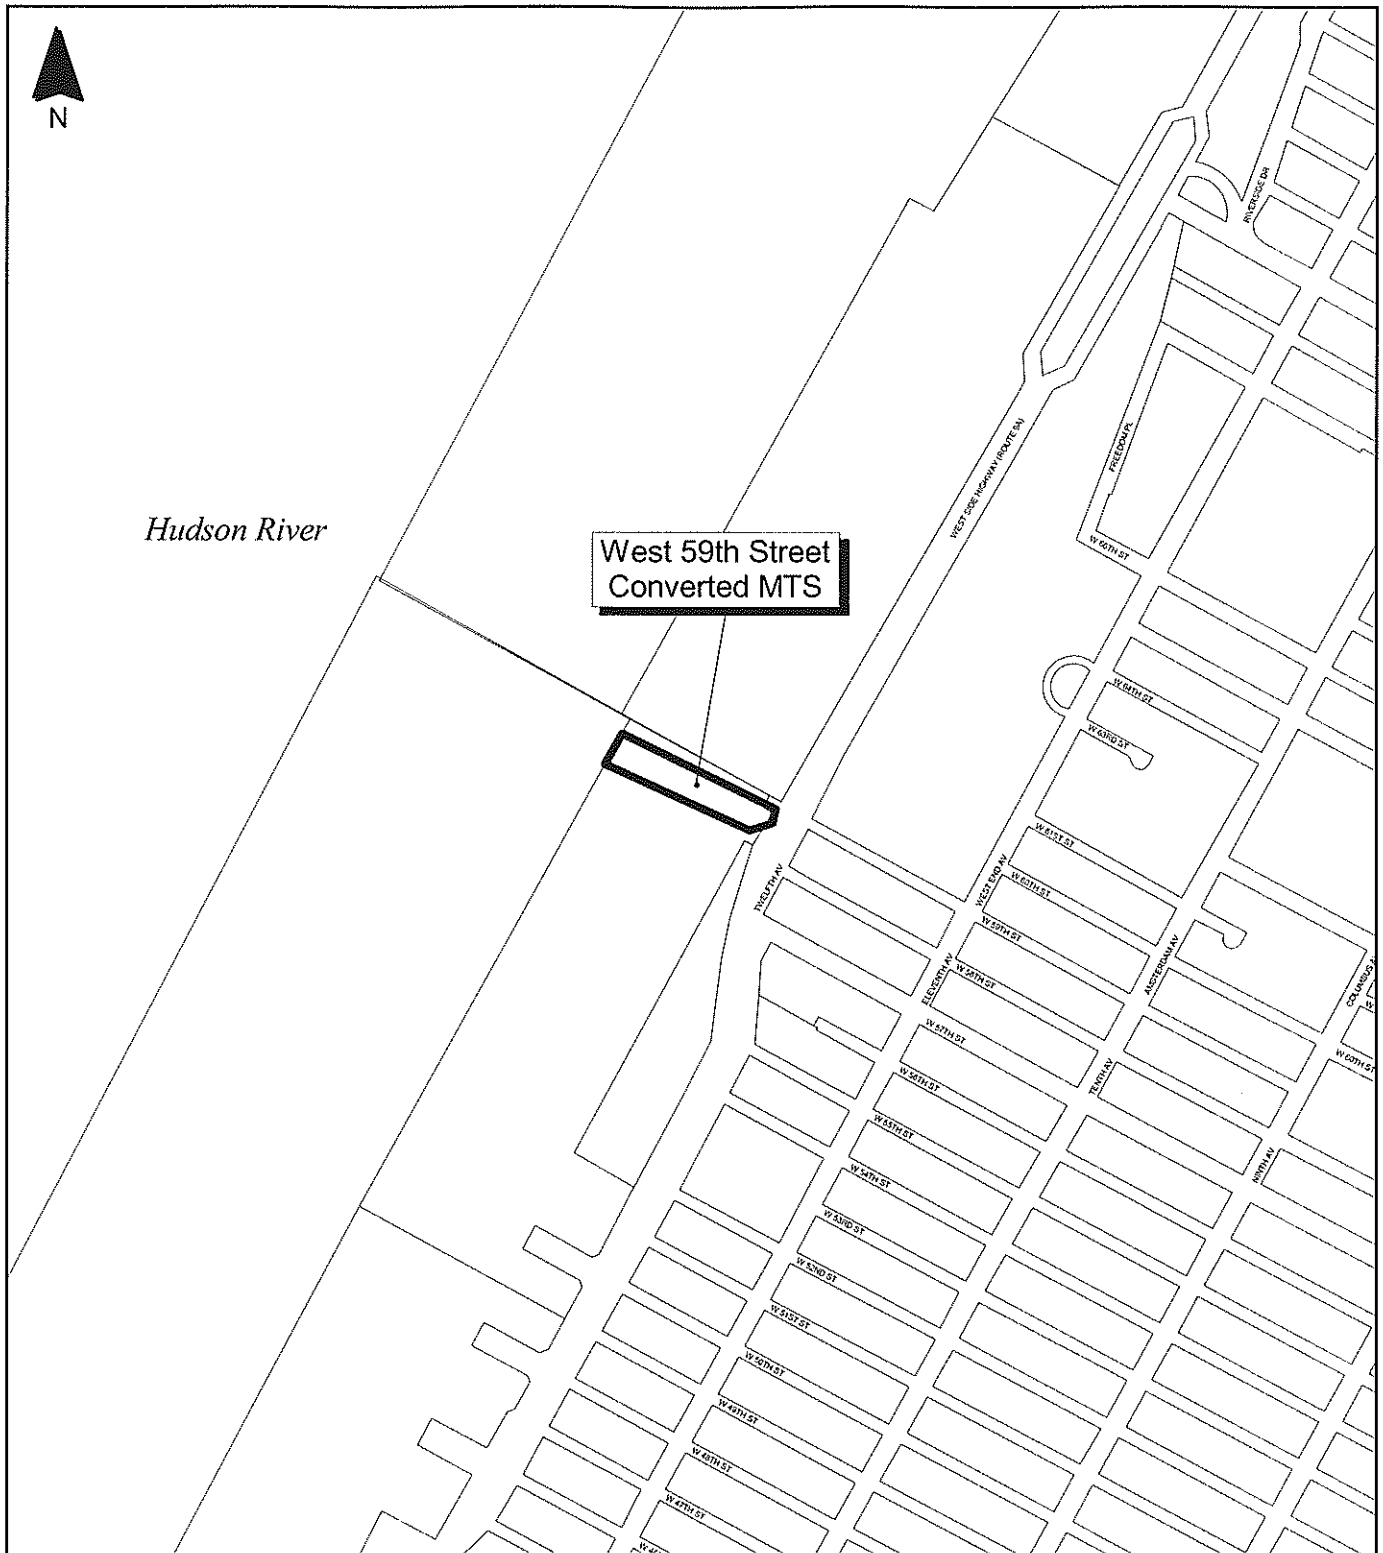 N
RIVERSIDE DR
WEST SIDE HIGHWAY (ROUTE 9A)
FREEDOM PL
Hudson River
West 59th Street
Converted MTS
W 66TH ST
W 64TH ST
W 63RD ST
W 61ST ST
TWELFTH AV
WEST END AV
W 60TH ST
W 59TH ST
AMSTERDAM AV
ELEVENTH AV
W 58TH ST
COLUMBUS
W 57TH ST
W 60TH ST
TENTH AV
W 56TH ST
W 55TH ST
NINTH AV
W 54TH ST
W 53RD ST
W 52ND ST
W 51ST ST
W 50TH ST
W 49TH ST
W 48TH ST
W 47TH ST